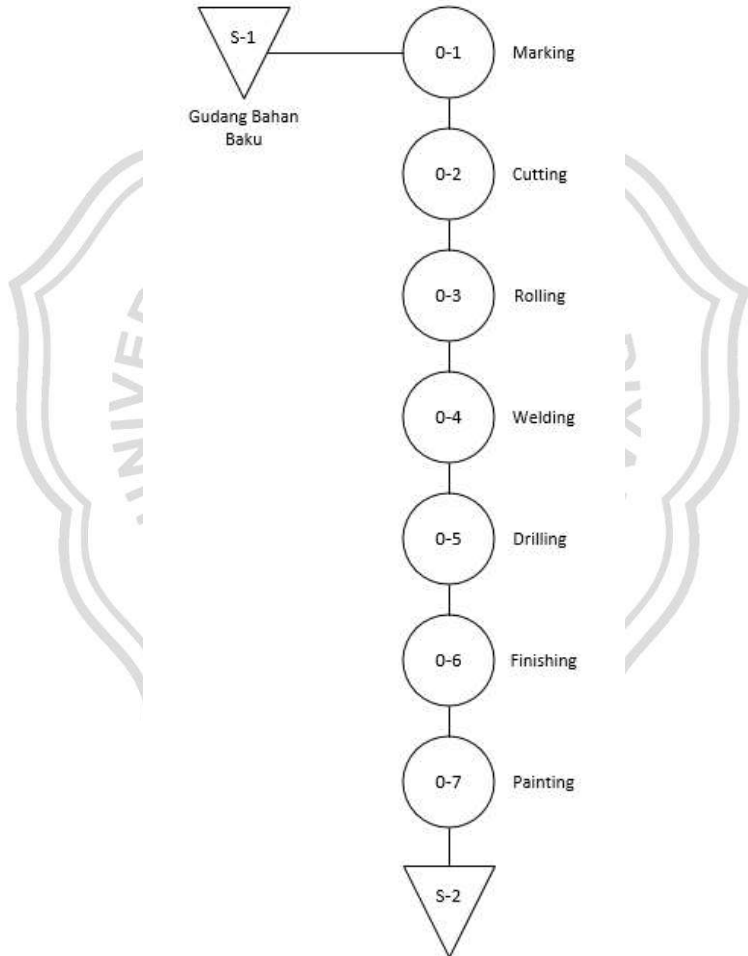 S-1
Gudang Bahan
Baku
0-1 Marking
0-2 Cutting
0-3 Rolling
0-4 Welding
0-5 Drilling
0-6 Finishing
0-7 Painting
S-2